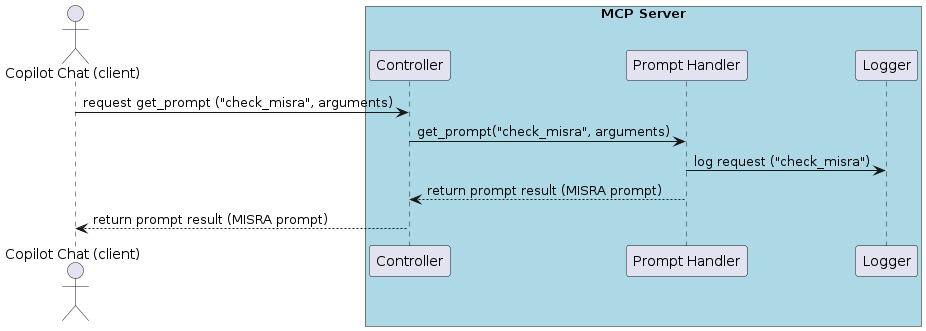 MCP Server
Copilot Chat (client)
Controller
Prompt Handler
Logger
request get_prompt ("check_misra", arguments)
get_prompt("check_misra", arguments)
log request ("check_misra")
return prompt result (MISRA prompt)
return prompt result (MISRA prompt)
Copilot Chat (client)
Controller
Prompt Handler
Logger